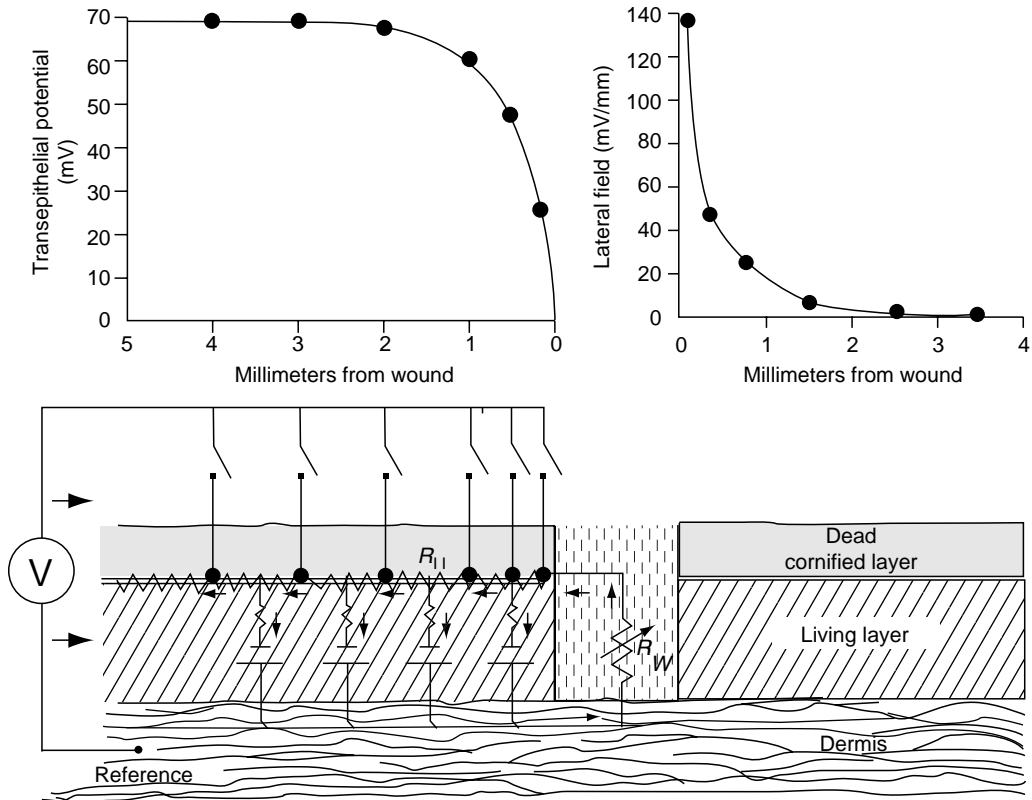 Transepithelial potential
(mV)
70
60
50
40
30
20
10
0
5 4 3 2 1 0
Millimeters from wound
Lateral field (mV/mm)
140
120
100
80
60
40
20
0
0 1 2 3 4
Millimeters from wound
V
R II
Dead
cornified layer
Living layer
R W
Dermis
Reference